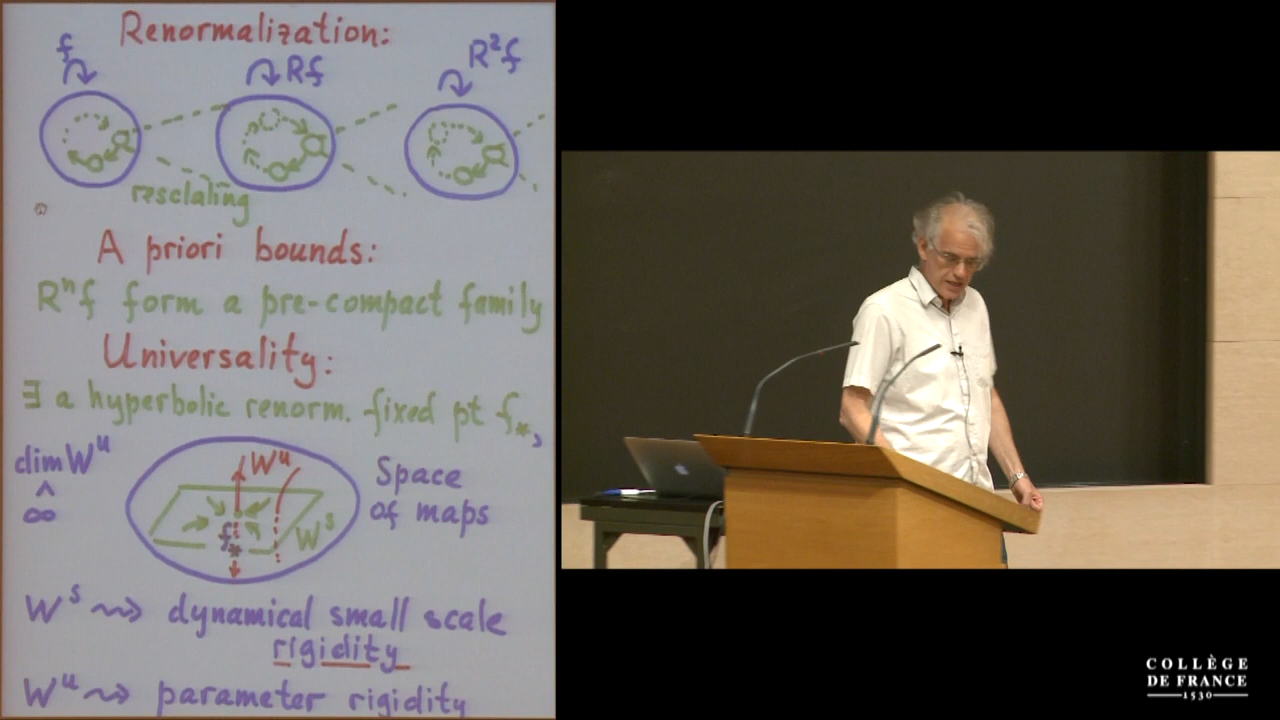 Renormalization:
f Rf R²f
resclaling
A priori bounds:
Rⁿf form a pre-compact family
Universality:
∃ a hyperbolic renorm. fixed pt f*,
dim Wᵘ
^
∞
Wᵘ
f*
Wˢ
Space
of maps
Wˢ ⇝ dynamical small scale
rigidity
Wᵘ ⇝ parameter rigidity
COLLÈGE
DE FRANCE
1530